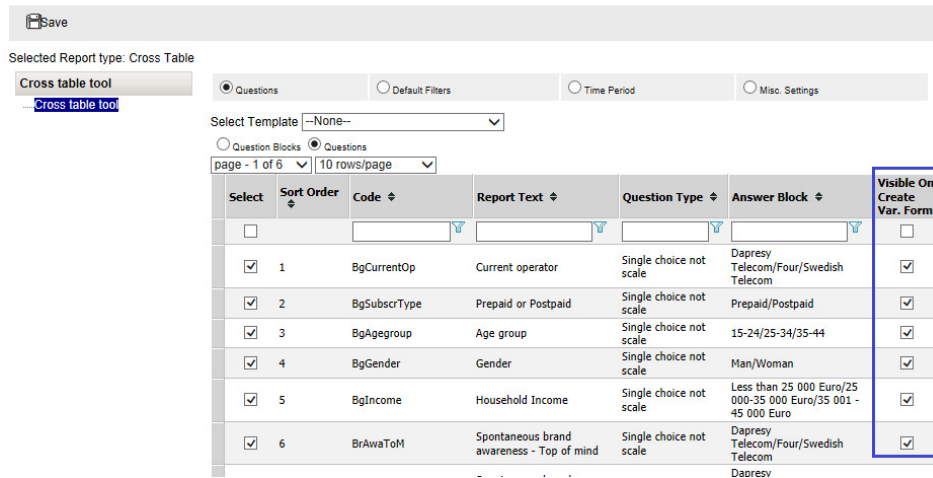 Save
Selected Report type: Cross Table
Cross table tool
Cross table tool
Questions
Default Filters
Time Period
Misc. Settings
Select Template --None--
Question Blocks Questions
page - 1 of 6 10 rows/page
Select Sort Order Code Report Text Question Type Answer Block Visible On
Create
Var. Form
1 BgCurrentOp Current operator Single choice not
scale Dapresy
Telecom/Four/Swedish
Telecom
2 BgSubscrType Prepaid or Postpaid Single choice not
scale Prepaid/Postpaid
3 BgAgegroup Age group Single choice not
scale 15-24/25-34/35-44
4 BgGender Gender Single choice not
scale Man/Woman
5 BgIncome Household Income Single choice not
scale Less than 25 000 Euro/25
000-35 000 Euro/35 001 -
45 000 Euro
6 BrAwaToM Spontaneous brand
awareness - Top of mind Single choice not
scale Dapresy
Telecom/Four/Swedish
Telecom
Dapresy